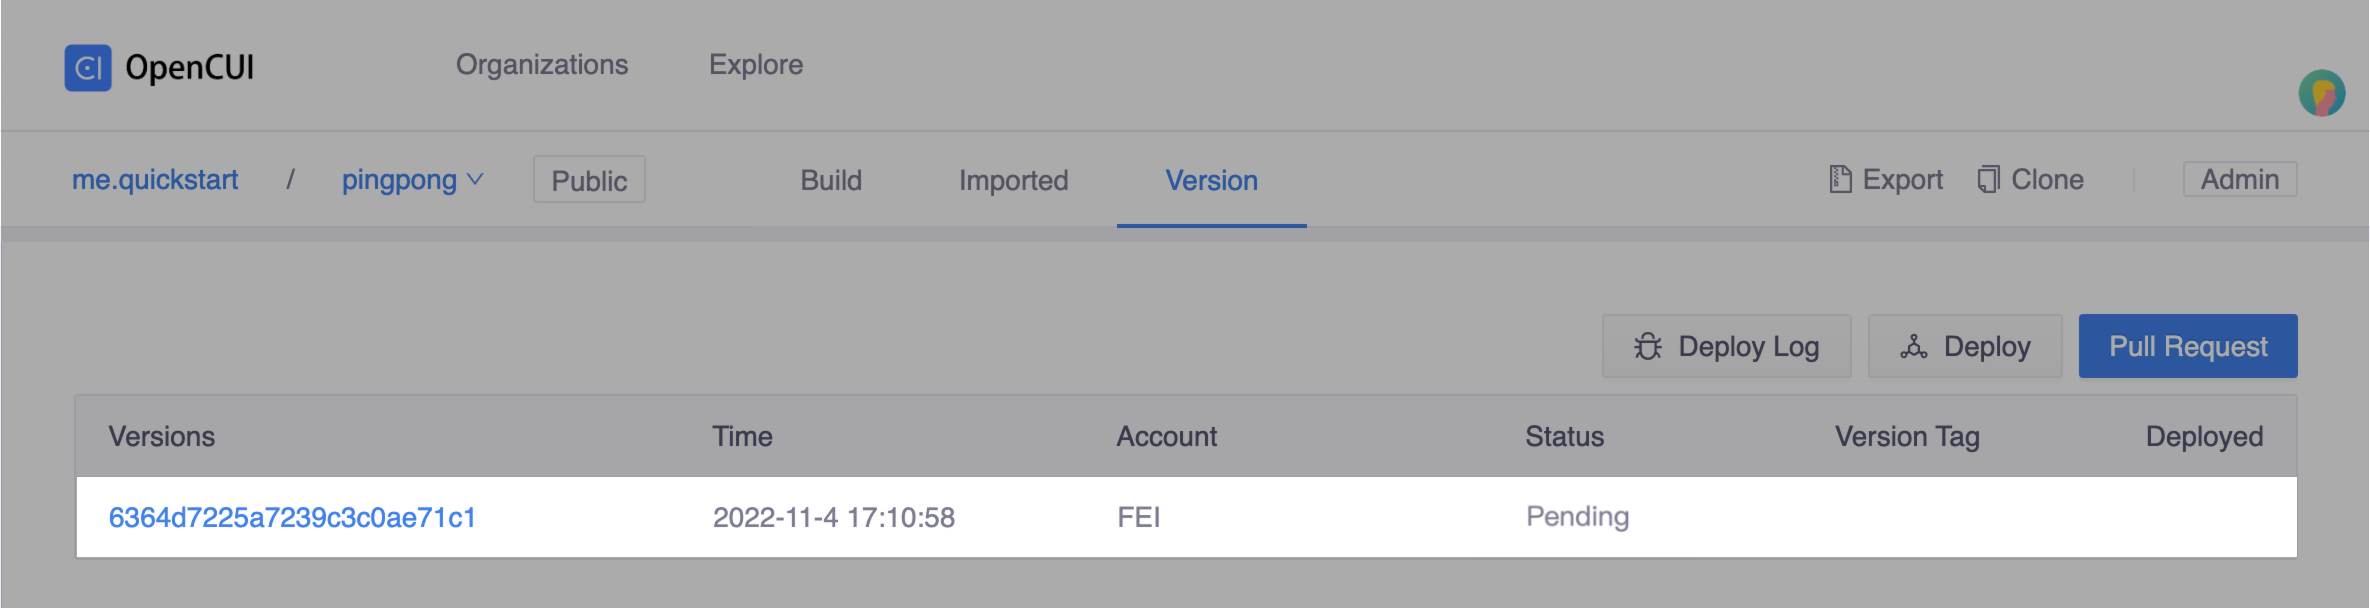 CI OpenCUI Organizations Explore
me.quickstart / pingpong Public Build Imported Version Export Clone Admin
Deploy Log Deploy Pull Request
Versions Time Account Status Version Tag Deployed
6364d7225a7239c3c0ae71c1 2022-11-4 17:10:58 FEI Pending